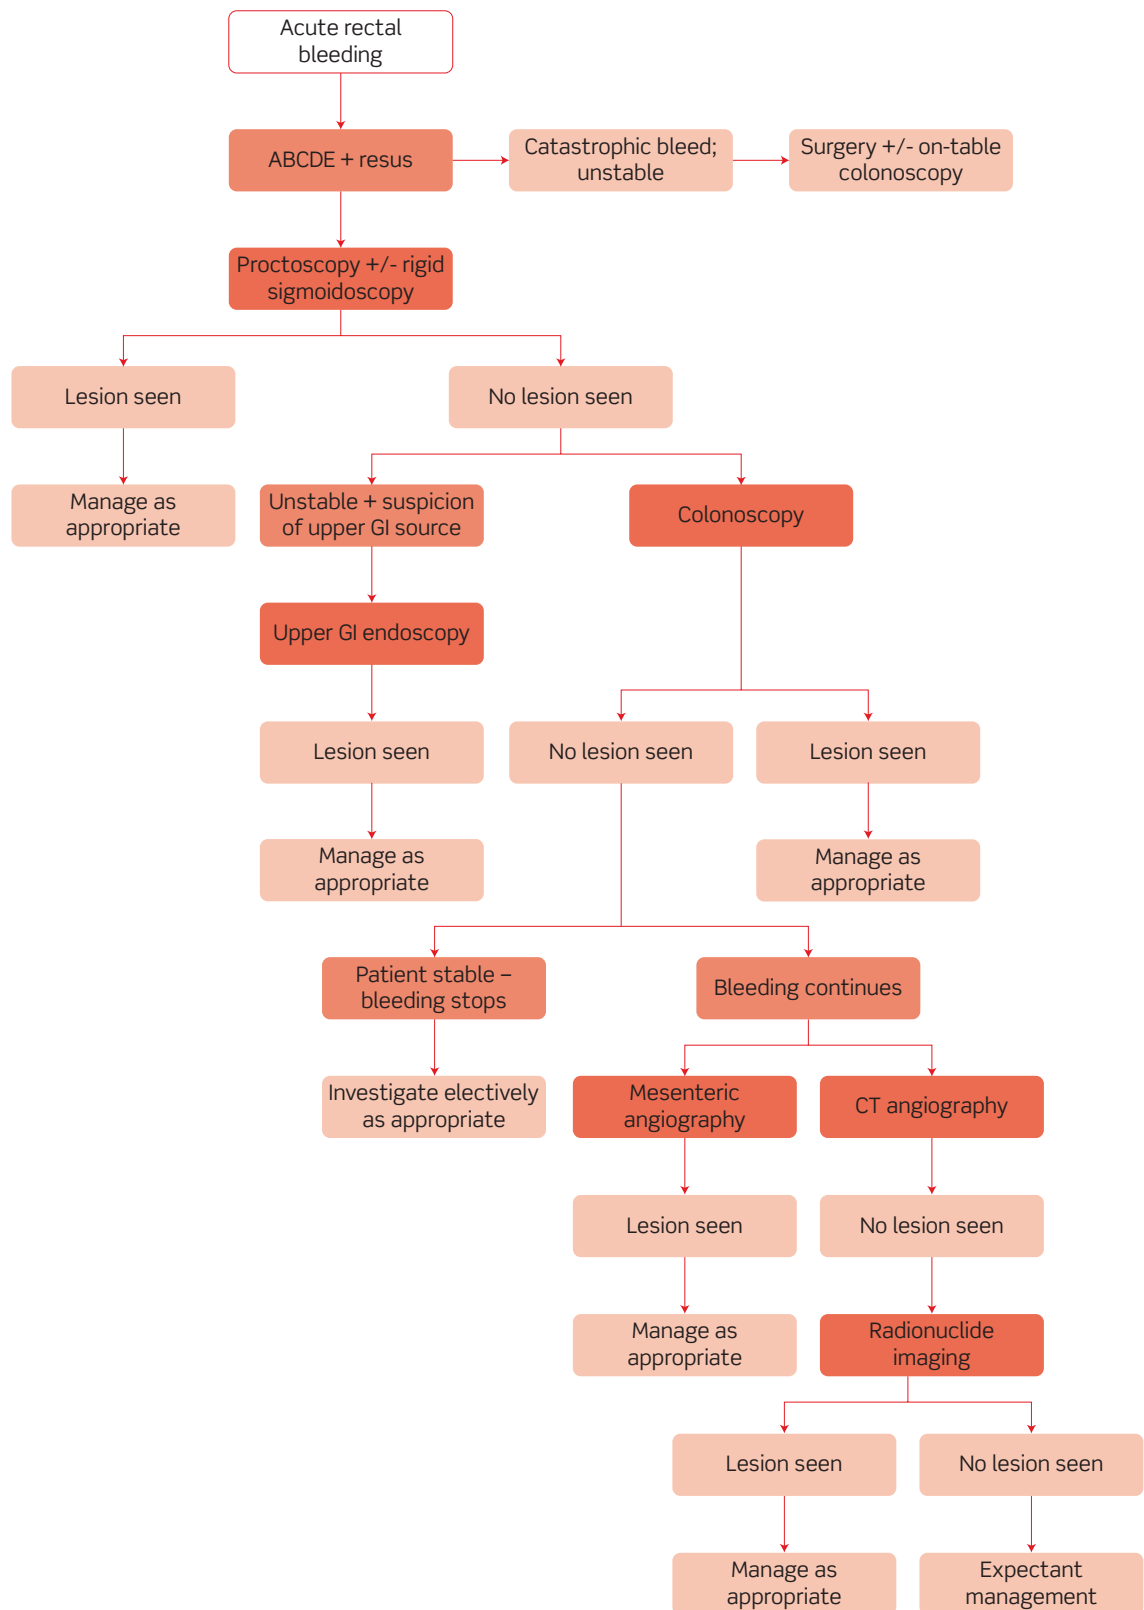 Acute rectal
bleeding
ABCDE + resus
Catastrophic bleed;
unstable
Surgery +/- on-table
colonoscopy
Proctoscopy +/- rigid
sigmoidoscopy
Lesion seen
No lesion seen
Manage as
appropriate
Unstable + suspicion
of upper GI source
Colonoscopy
Upper GI endoscopy
Lesion seen
No lesion seen
Lesion seen
Manage as
appropriate
Manage as
appropriate
Patient stable –
bleeding stops
Bleeding continues
Investigate electively
as appropriate
Mesenteric
angiography
CT angiography
Lesion seen
No lesion seen
Manage as
appropriate
Radionuclide
imaging
Lesion seen
No lesion seen
Manage as
appropriate
Expectant
management